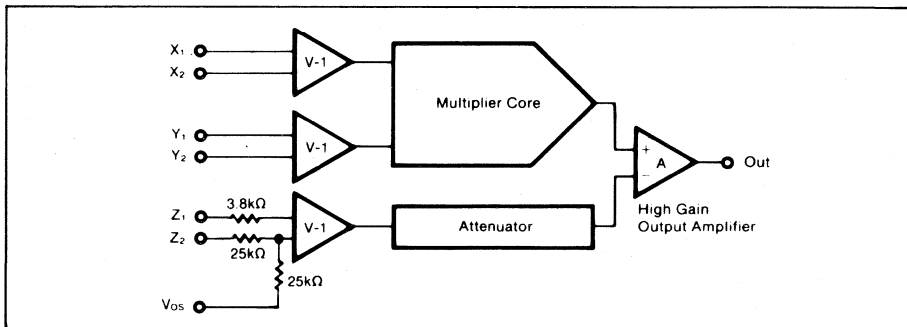 X₁
X₂
V-1
Multiplier Core
Y₁
Y₂
V-1
+
A
−
Out
Z₁
3.8kΩ
Z₂
25kΩ
V-1
Attenuator
High Gain
Output Amplifier
25kΩ
Vos